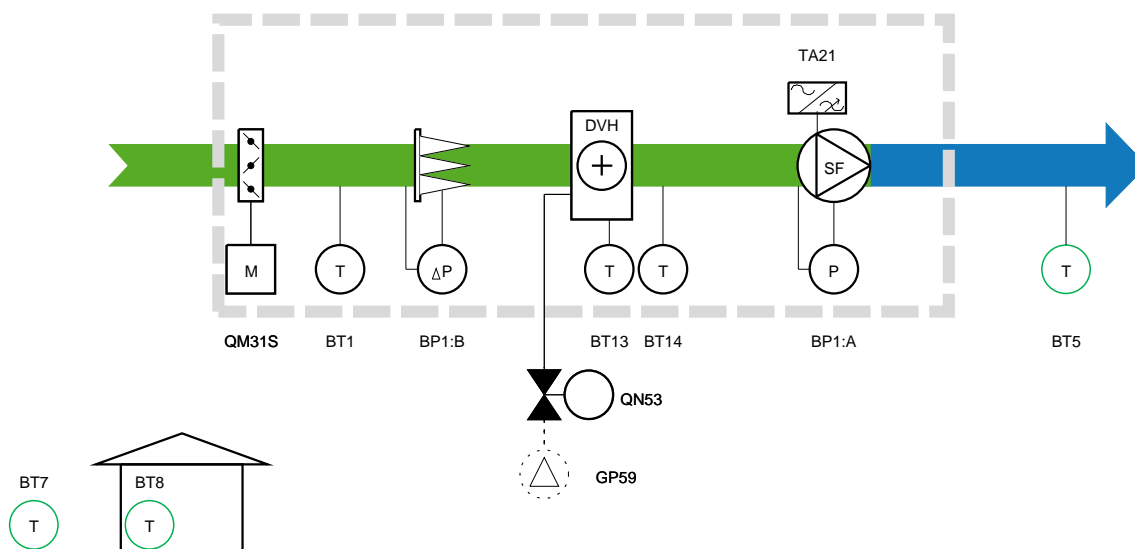 TA21
DVH
SF
M
T
ΔP
T
T
P
T
QM31S
BT1
BP1:B
BT13
BT14
BP1:A
BT5
QN53
GP59
BT7
BT8
T
T